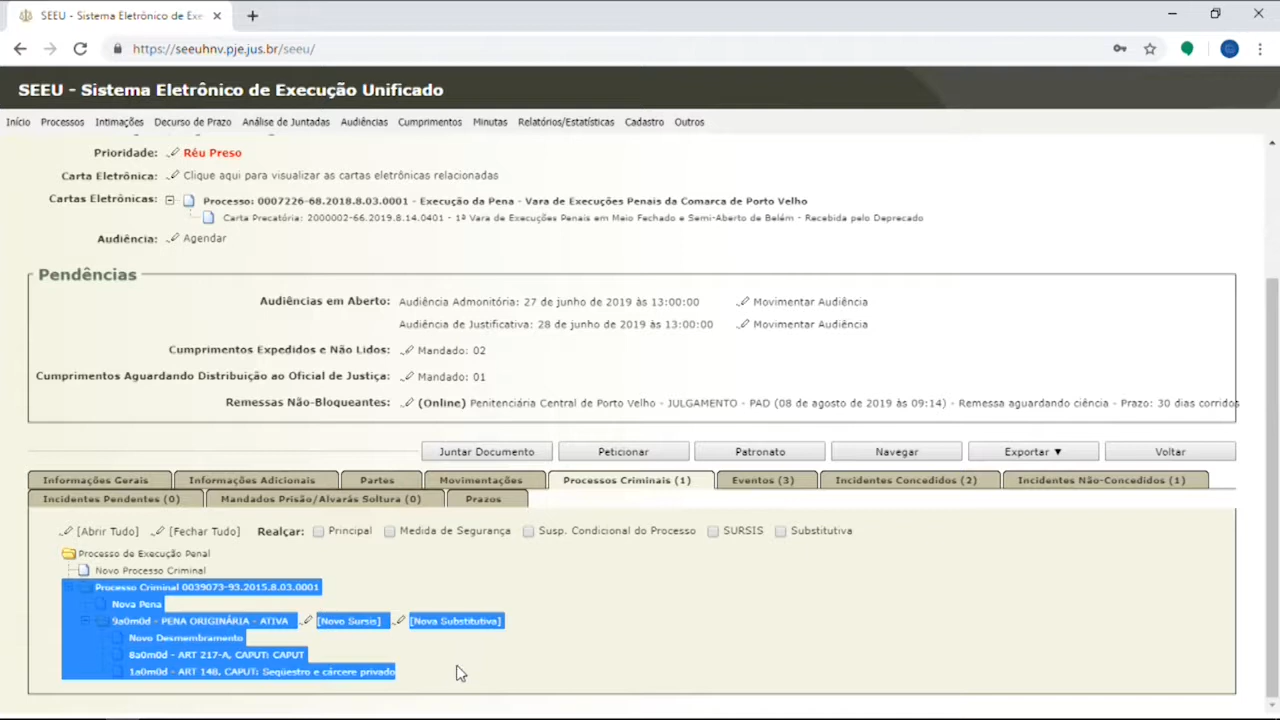 SEEU - Sistema Eletrônico de Exe
https://seeuhnv.pje.jus.br/seeu/
SEEU - Sistema Eletrônico de Execução Unificado
Início Processos Intimações Decurso de Prazo Análise de Juntadas Audiências Cumprimentos Minutas Relatórios/Estatísticas Cadastro Outros
Prioridade: Réu Preso
Carta Eletrônica: Clique aqui para visualizar as cartas eletrônicas relacionadas
Cartas Eletrônicas: Processo: 0007226-68.2018.8.03.0001 - Execução da Pena - Vara de Execuções Penais da Comarca de Porto Velho
Carta Precatória: 2000002-66.2019.8.14.0401 - 1ª Vara de Execuções Penais em Meio Fechado e Semi-Aberto de Belém - Recebida pelo Deprecado
Audiência: Agendar
Pendências
Audiências em Aberto: Audiência Admonitória: 27 de junho de 2019 às 13:00:00 Movimentar Audiência
Audiência de Justificativa: 28 de junho de 2019 às 13:00:00 Movimentar Audiência
Cumprimentos Expedidos e Não Lidos: Mandado: 02
Cumprimentos Aguardando Distribuição ao Oficial de Justiça: Mandado: 01
Remessas Não-Bloqueantes: (Online) Penitenciária Central de Porto Velho - JULGAMENTO - PAD (08 de agosto de 2019 às 09:14) - Remessa aguardando ciência - Prazo: 30 dias corridos
Juntar Documento Peticionar Patronato Navegar Exportar ▼ Voltar
Informações Gerais Informações Adicionais Partes Movimentações Processos Criminais (1) Eventos (3) Incidentes Concedidos (2) Incidentes Não-Concedidos (1)
Incidentes Pendentes (0) Mandados Prisão/Alvarás Soltura (0) Prazos
[Abrir Tudo] [Fechar Tudo] Realçar: Principal Medida de Segurança Susp. Condicional do Processo SURSIS Substitutiva
Processo de Execução Penal
Novo Processo Criminal
Processo Criminal 0039073-93.2015.8.03.0001
Nova Pena
9a0m0d - PENA ORIGINÁRIA - ATIVA [Novo Sursis] [Nova Substitutiva]
Novo Desmembramento
8a0m0d - ART 217-A, CAPUT: CAPUT
1a0m0d - ART 148, CAPUT: Seqüestro e cárcere privado